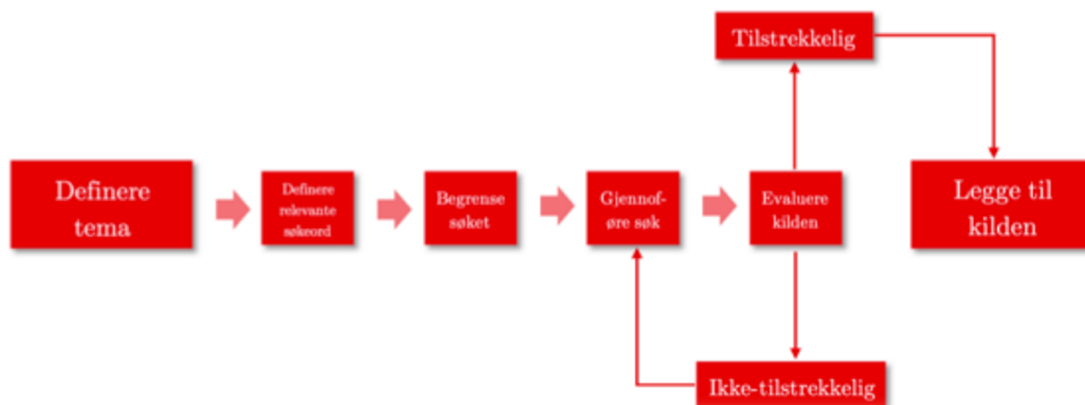 Tilstrekkelig
Definere
tema
Definere
relevante
søkeord
Begrense
søket
Gjennof-
øre søk
Evaluere
kilden
Legge til
kilden
Ikke-tilstrekkelig